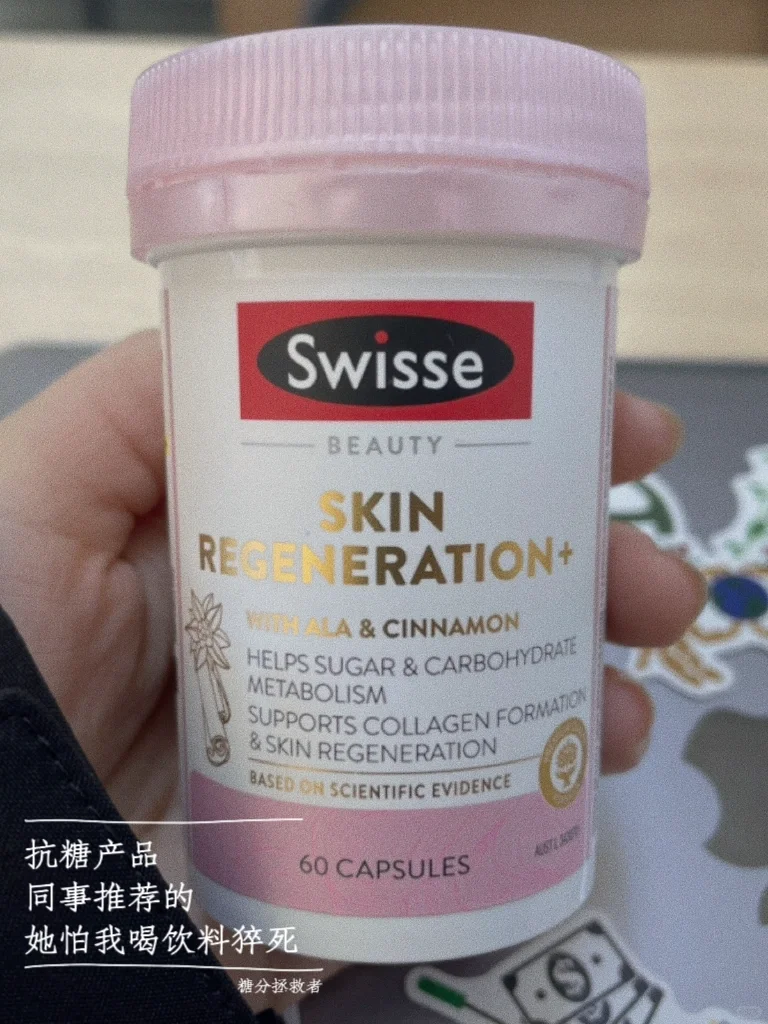 Swisse
BEAUTY
SKIN
REGENERATION+
WITH ALA & CINNAMON
HELPS SUGAR & CARBOHYDRATE
METABOLISM
SUPPORTS COLLAGEN FORMATION
& SKIN REGENERATION
BASED ON SCIENTIFIC EVIDENCE
60 CAPSULES
AUST L
抗糖产品
同事推荐的
她怕我喝饮料猝死
糖分拯救者